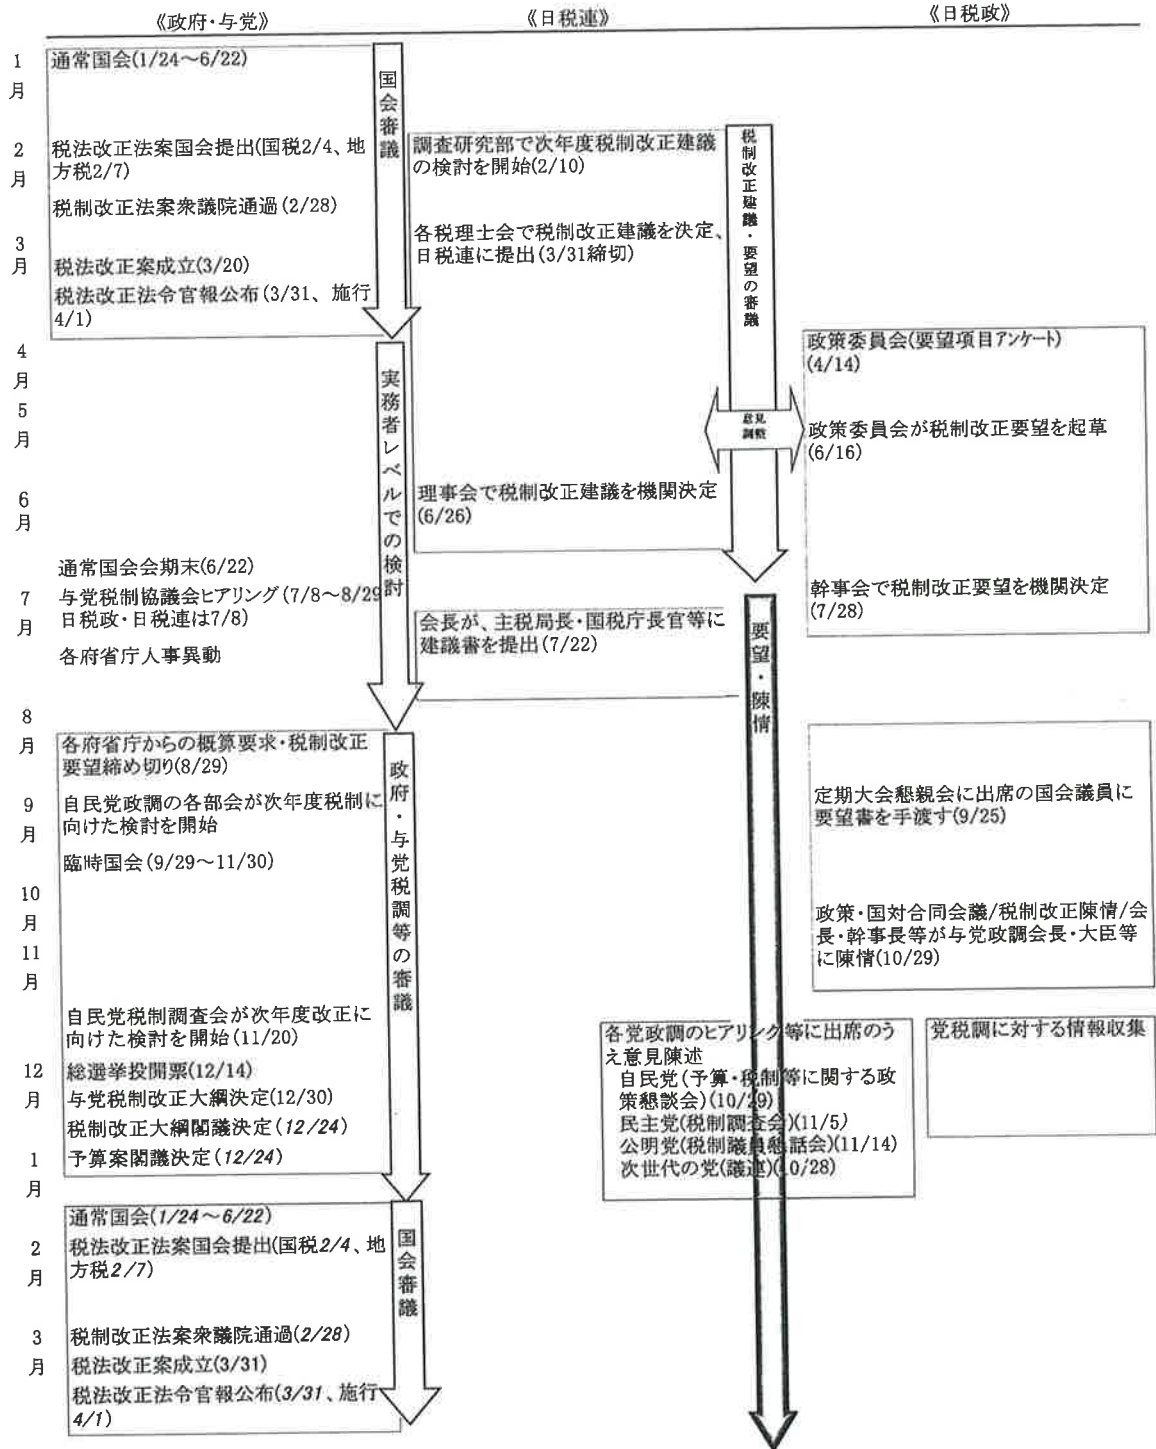 《政府・与党》
《日税連》
《日税政》
1
月
通常国会(1/24～6/22)
国会審議
2
月
税法改正法案国会提出(国税2/4、地
方税2/7)
税制改正法案衆議院通過(2/28)
調査研究部で次年度税制改正建議
の検討を開始(2/10)
税制改正建議・要望の審議
3
月
税法改正案成立(3/20)
税法改正法令官報公布(3/31、施行
4/1)
各税理士会で税制改正建議を決定、
日税連に提出(3/31締切)
4
月
実務者レベルでの検討
政策委員会(要望項目アンケート)
(4/14)
5
月
意見
調整
政策委員会が税制改正要望を起草
(6/16)
6
月
理事会で税制改正建議を機関決定
(6/26)
通常国会会期末(6/22)
7
月
与党税制協議会ヒアリング(7/8～8/29
日税政・日税連は7/8)
各府省庁人事異動
会長が、主税局長・国税庁長官等に
建議書を提出(7/22)
幹事会で税制改正要望を機関決定
(7/28)
要望・陳情
8
月
各府省庁からの概算要求・税制改正
要望締め切り(8/29)
政府・与党税調等の審議
9
月
自民党政調の各部会が次年度税制に
向けた検討を開始
臨時国会(9/29～11/30)
定期大会懇親会に出席の国会議員に
要望書を手渡す(9/25)
10
月
政策・国対合同会議/税制改正陳情/会
長・幹事長等が与党政調会長・大臣等
に陳情(10/29)
11
月
自民党税制調査会が次年度改正に
向けた検討を開始(11/20)
各党政調のヒアリング等に出席のう
え意見陳述
自民党(予算・税制等に関する政
策懇談会)(10/29)
民主党(税制調査会)(11/5)
公明党(税制議員懇話会)(11/14)
次世代の党(議連)(10/28)
党税調に対する情報収集
12
月
総選挙投開票(12/14)
与党税制改正大綱決定(12/30)
税制改正大綱閣議決定(12/24)
1
月
予算案閣議決定(12/24)
通常国会(1/24～6/22)
国会審議
2
月
税法改正法案国会提出(国税2/4、地
方税2/7)
3
月
税制改正法案衆議院通過(2/28)
税法改正案成立(3/31)
税法改正法令官報公布(3/31、施行
4/1)